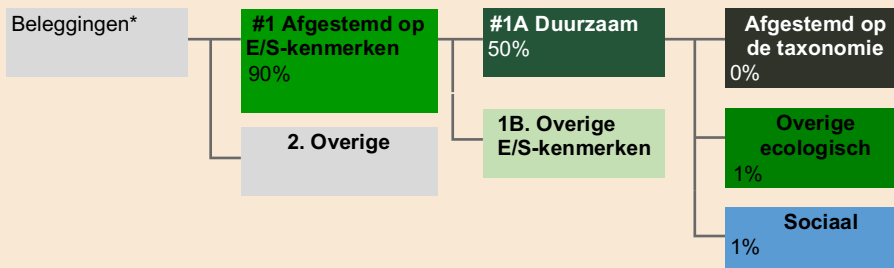 Beleggingen*
#1 Afgestemd op
E/S-kenmerken
90%
2. Overige
#1A Duurzaam
50%
1B. Overige
E/S-kenmerken
Afgestemd op
de taxonomie
0%
Overige
ecologisch
1%
Sociaal
1%